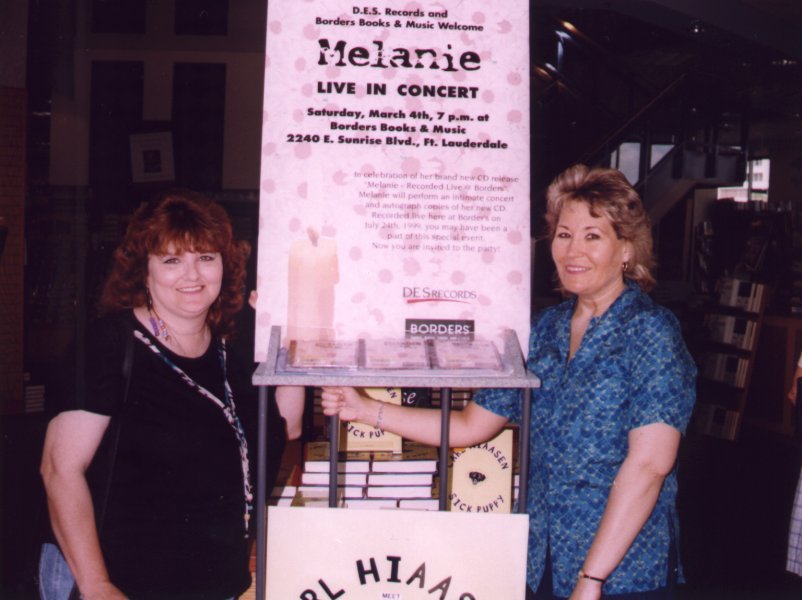 D.E.S. Records and
Borders Books & Music Welcome
Melanie
LIVE IN CONCERT
Saturday, March 4th, 7 p.m. at
Borders Books & Music
2240 E. Sunrise Blvd., Ft. Lauderdale
In celebration of her brand new CD release
"Melanie - Recorded Live @ Borders",
Melanie will perform an intimate concert
and autograph copies of her new CD.
Recorded live here at Border's on
July 24th, 1999, you may have been a
part of this special event.
Now you are invited to the party!
DES RECORDS
BORDERS
HIAASEN
SICK PUPPY
RL HIAAS
MEET